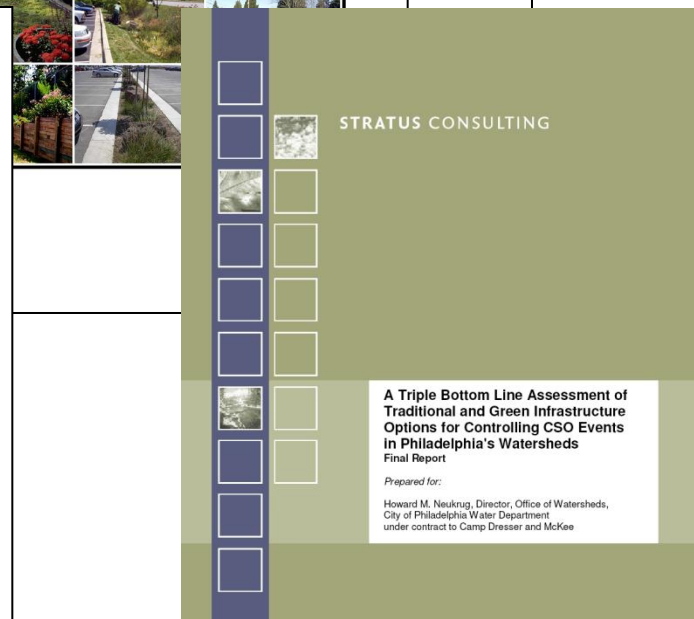 STRATUS CONSULTING
A Triple Bottom Line Assessment of
Traditional and Green Infrastructure
Options for Controlling CSO Events
in Philadelphia's Watersheds
Final Report
Prepared for:
Howard M. Neukrug, Director, Office of Watersheds,
City of Philadelphia Water Department
under contract to Camp Dresser and McKee